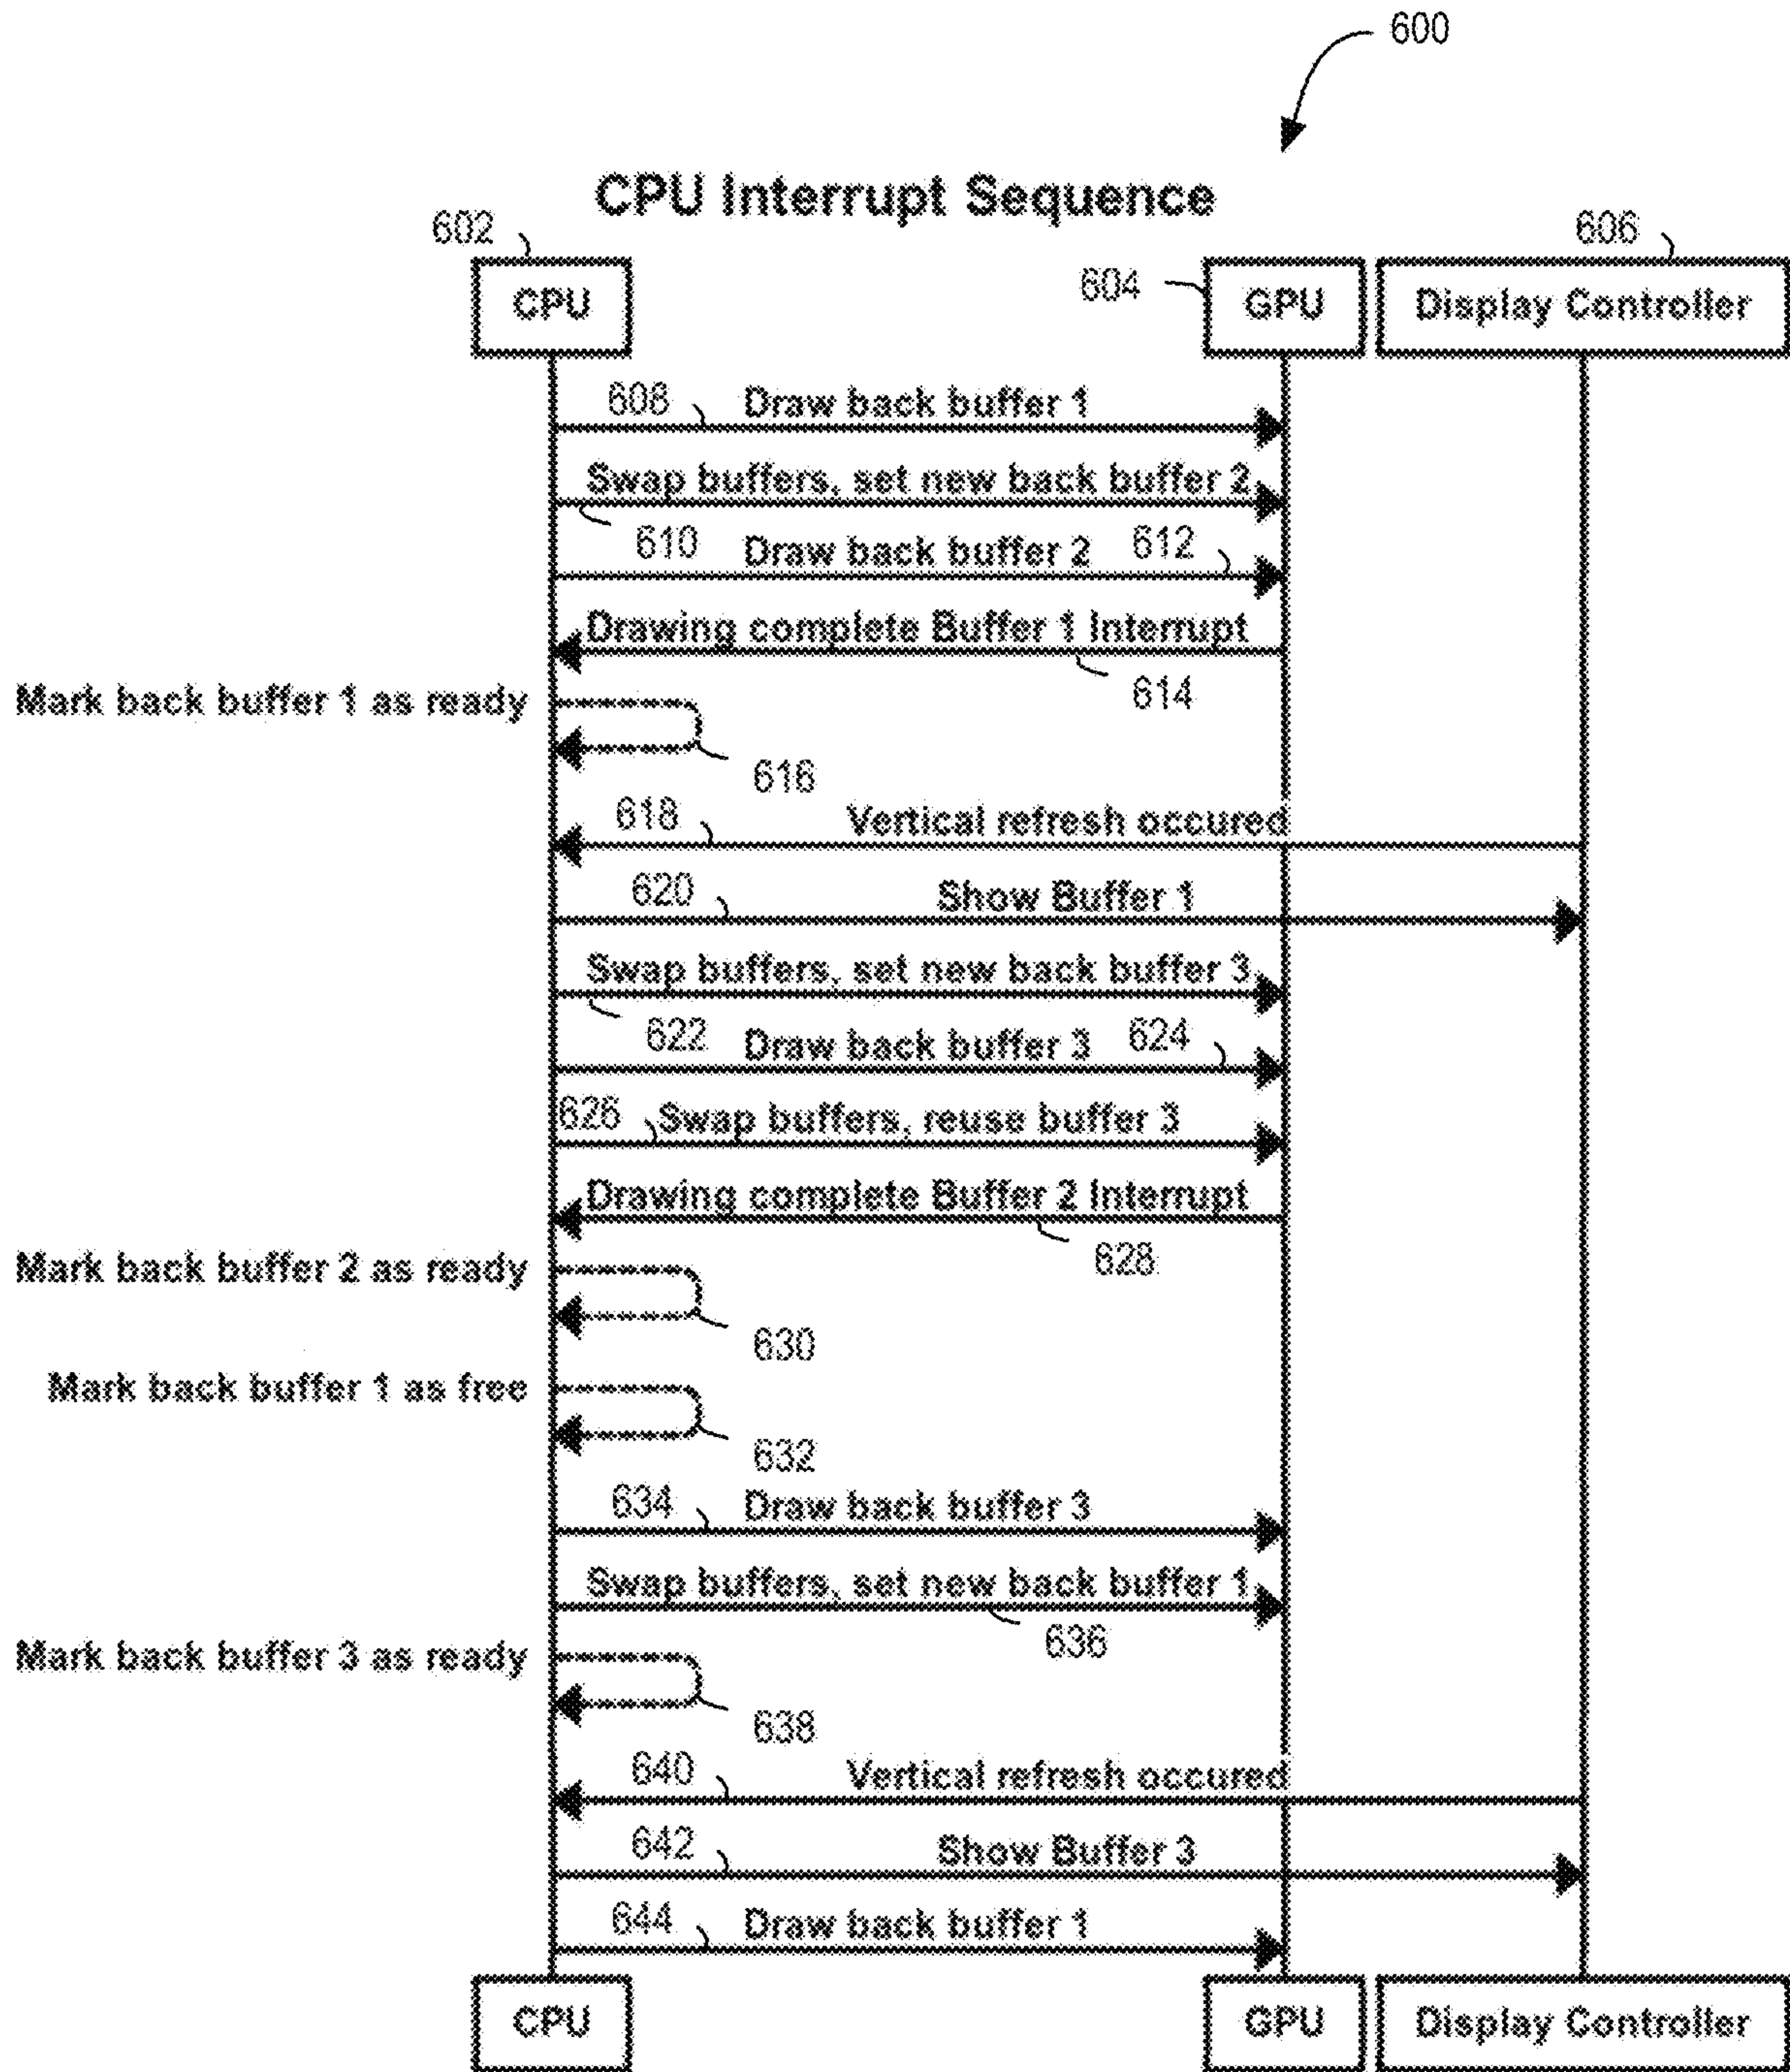 600
CPU Interrupt Sequence
602
606
CPU
604
GPU
Display Controller
608 Draw back buffer 1
Swap buffers, set new back buffer 2
610 Draw back buffer 2 612
Drawing complete Buffer 1 Interrupt
614
Mark back buffer 1 as ready
616
618 Vertical refresh occured
620 Show Buffer 1
Swap buffers, set new back buffer 3
622 Draw back buffer 3 624
626 Swap buffers, reuse buffer 3
Drawing complete Buffer 2 Interrupt
628
Mark back buffer 2 as ready
630
Mark back buffer 1 as free
632
634 Draw back buffer 3
Swap buffers, set new back buffer 1
636
Mark back buffer 3 as ready
638
640 Vertical refresh occured
642 Show Buffer 3
644 Draw back buffer 1
CPU
GPU
Display Controller